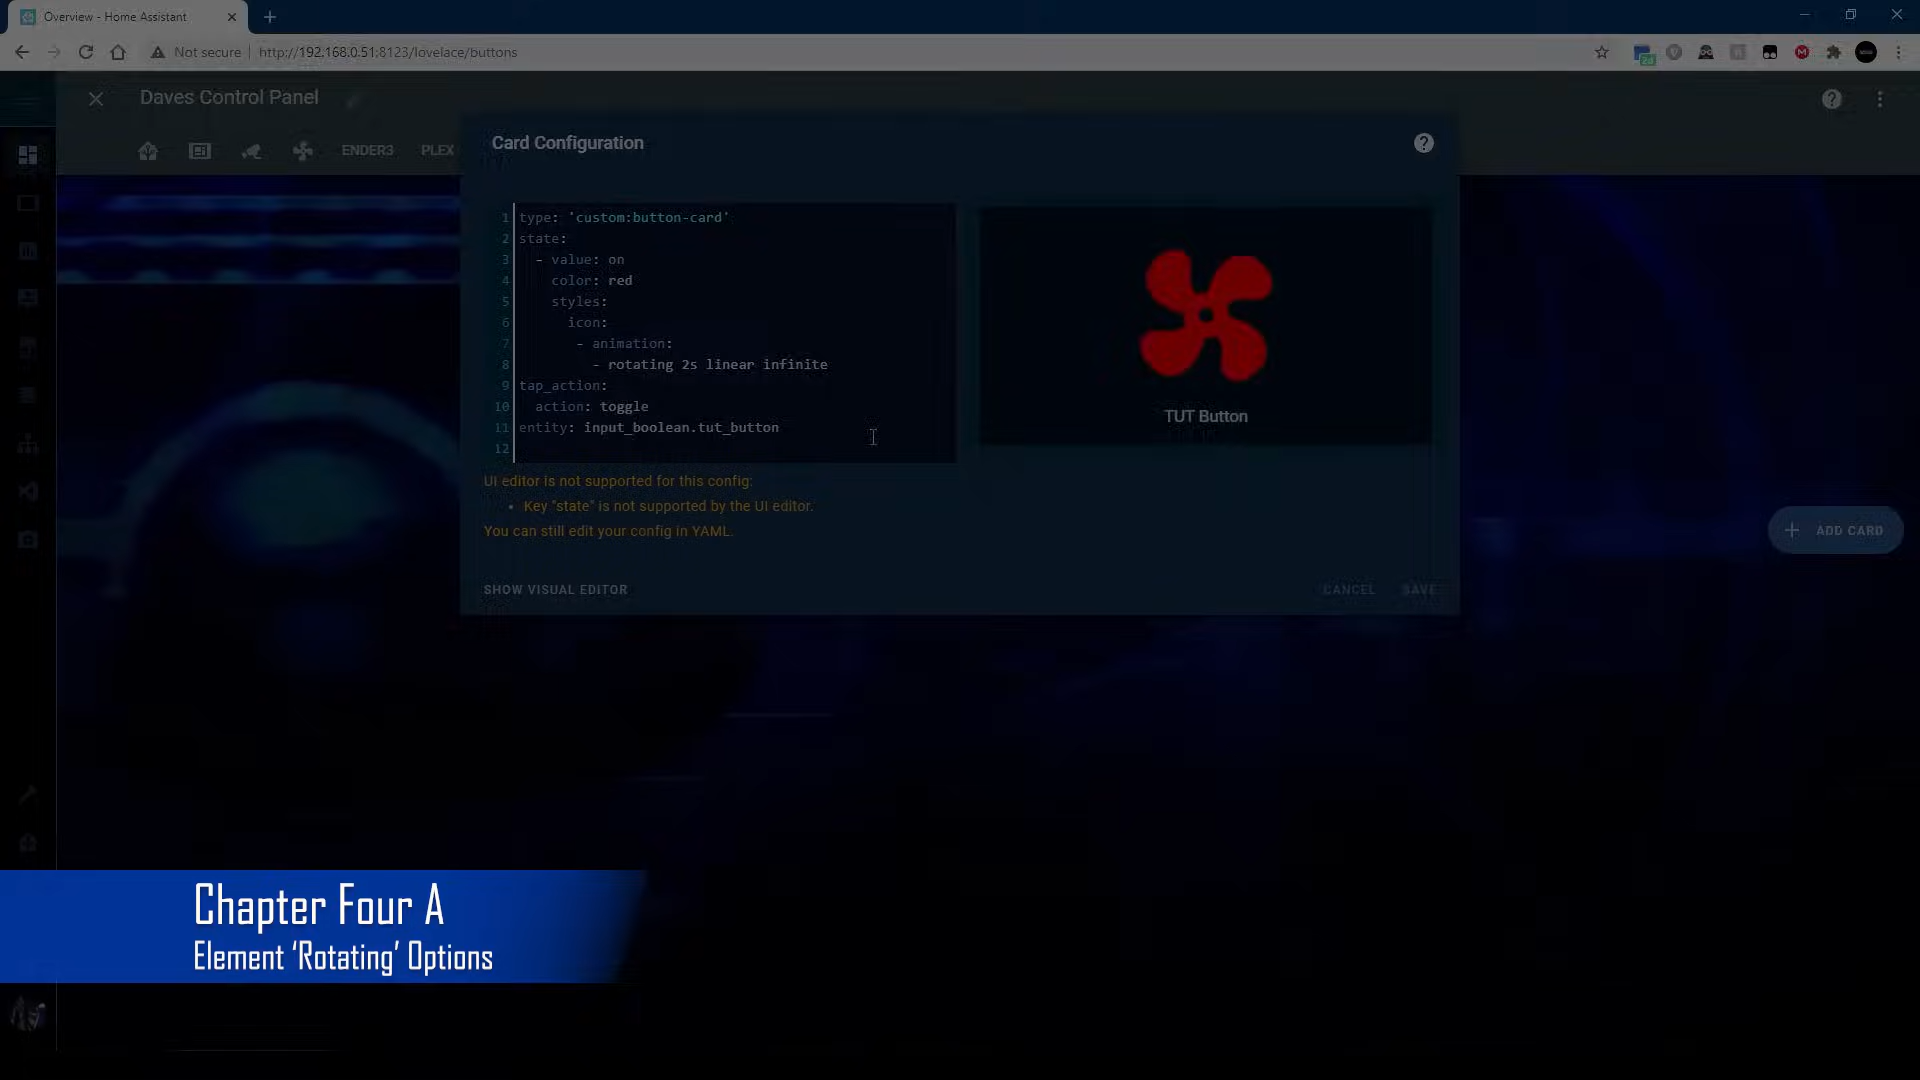 Overview - Home Assistant
Not secure
http://192.168.0.51:8123/lovelace/buttons
2d
Daves Control Panel
ENDER3
PLEX
Card Configuration
1 type: 'custom:button-card'
2 state:
3 - value: on
4 color: red
5 styles:
6 icon:
7 - animation:
8 - rotating 2s linear infinite
9 tap_action:
10 action: toggle
11 entity: input_boolean.tut_button
12
TUT Button
UI editor is not supported for this config:
• Key "state" is not supported by the UI editor.
You can still edit your config in YAML.
SHOW VISUAL EDITOR
CANCEL
SAVE
+ ADD CARD
Chapter Four A
Element ‘Rotating’ Options